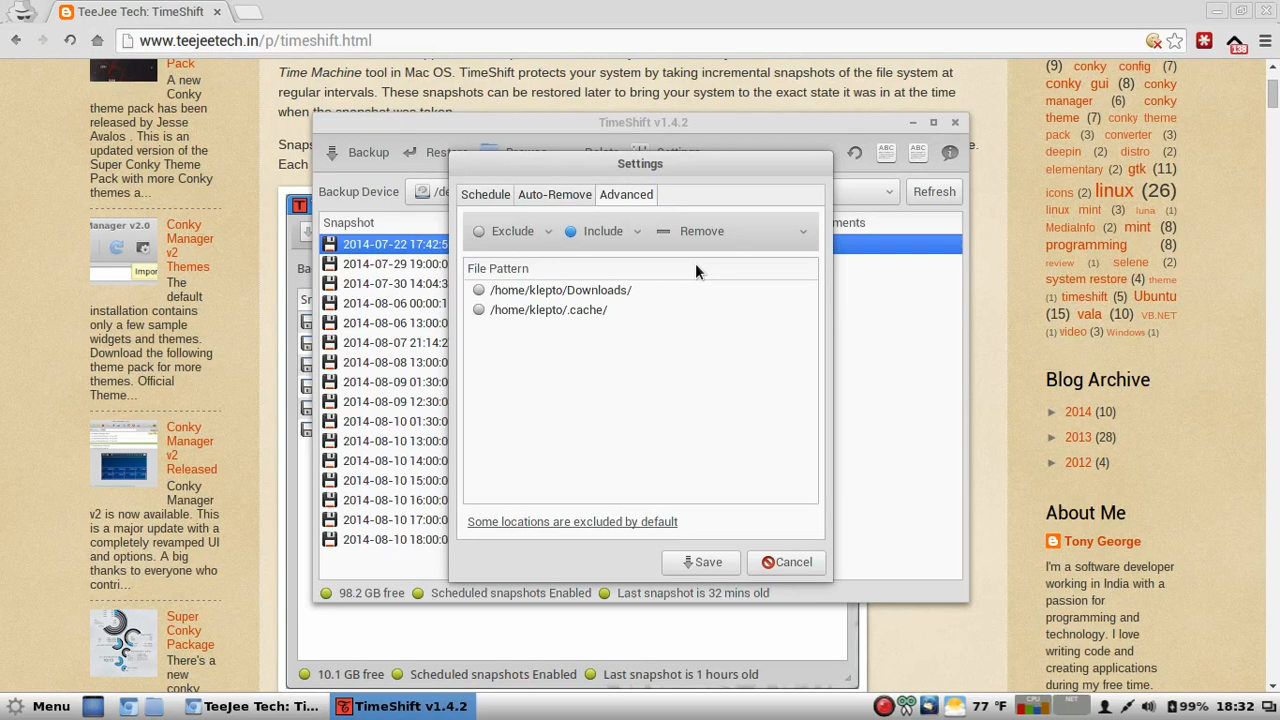 TeeJee Tech: TimeShift
www.teejeetech.in/p/timeshift.html
138
Pack
A new
Conky
theme pack has been
released by Jesse
Avalos . This is an
updated version of the
Super Conky Theme
Pack with more Conky
themes a...
Manager v2.0
Impor
Conky
Manager
v2
Themes
The
default
installation contains
only a few sample
widgets and themes.
Download the following
theme pack for more
themes. Official
Theme...
Conky
Manager
v2
Released
Conky
Manager
v2 is now available. This
is a major update with a
completely revamped UI
and options. A big
thanks to everyone who
contri...
Super
Conky
Package
There's a
new
conky
Time Machine tool in Mac OS. TimeShift protects your system by taking incremental snapshots of the file system at
regular intervals. These snapshots can be restored later to bring your system to the exact state it was in at the time
when the snapshot was taken.
Snaps
Each
TimeShift v1.4.2
Backup
Backup Device
/de
Refresh
Snapshot
ments
2014-07-22 17:42:5
2014-07-29 19:00:0
2014-07-30 14:04:3
2014-08-06 00:00:1
2014-08-06 13:00:0
2014-08-07 21:14:2
2014-08-08 13:00:0
2014-08-09 01:30:0
2014-08-09 12:30:0
2014-08-10 01:30:0
2014-08-10 13:00:0
2014-08-10 14:00:0
2014-08-10 15:00:0
2014-08-10 16:00:0
2014-08-10 17:00:0
2014-08-10 18:00:0
98.2 GB free
Scheduled snapshots Enabled
Last snapshot is 32 mins old
Settings
Schedule
Auto-Remove
Advanced
Exclude
Include
Remove
File Pattern
/home/klepto/Downloads/
/home/klepto/.cache/
Some locations are excluded by default
Save
Cancel
Ba
Sn
10.1 GB free
Scheduled snapshots Enabled
Last snapshot is 1 hours old
(9) conky config (7)
conky gui (8) conky
manager (6) conky
theme (7) conky theme
pack (3) converter (3)
deepin (2) distro (2)
elementary (2) gtk (11)
icons (2) linux (26)
linux mint (3) luna (1)
MediaInfo (2) mint (8)
programming (8)
review (1) selene (2)
system restore (4) theme
(1) timeshift (5) Ubuntu
(15) vala (10) VB.NET
(1) video (3) Windows (1)
Blog Archive
► 2014 (10)
► 2013 (28)
► 2012 (4)
About Me
Tony George
I'm a software developer
working in India with a
passion for
programming and
technology. I love
writing code and
creating applications
during my free time.
Menu
TeeJee Tech: Ti...
TimeShift v1.4.2
77 °F
CPU
NET
99%
18:32